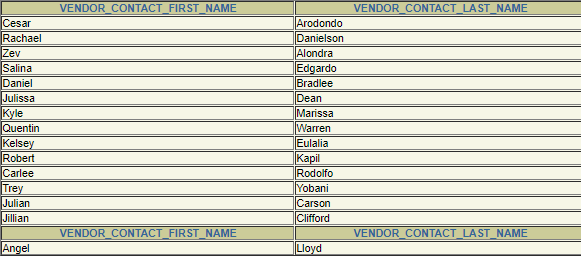 VENDOR_CONTACT_FIRST_NAME VENDOR_CONTACT_LAST_NAME
Cesar Arodondo
Rachael Danielson
Zev Alondra
Salina Edgardo
Daniel Bradlee
Julissa Dean
Kyle Marissa
Quentin Warren
Kelsey Eulalia
Robert Kapil
Carlee Rodolfo
Trey Yobani
Julian Carson
Jillian Clifford
VENDOR_CONTACT_FIRST_NAME VENDOR_CONTACT_LAST_NAME
Angel Lloyd